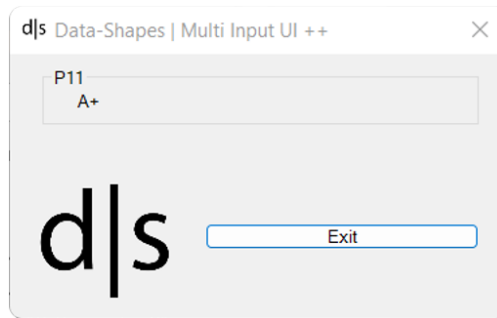 d|s Data-Shapes | Multi Input UI ++
P11
A+
d|s
Exit